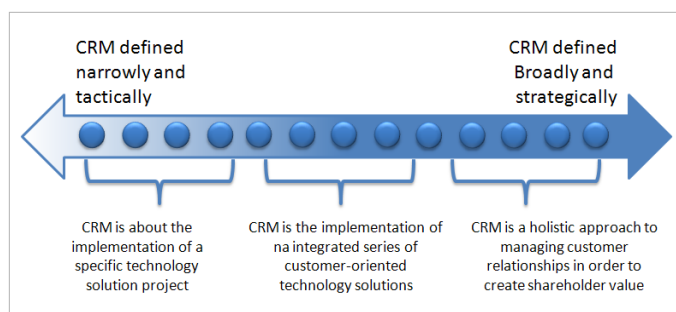 CRM defined
narrowly and
tactically
CRM defined
Broadly and
strategically
CRM is about the
implementation of a
specific technology
solution project
CRM is the implementation of
na integrated series of
customer-oriented
technology solutions
CRM is a holistic approach to
managing customer
relationships in order to
create shareholder value